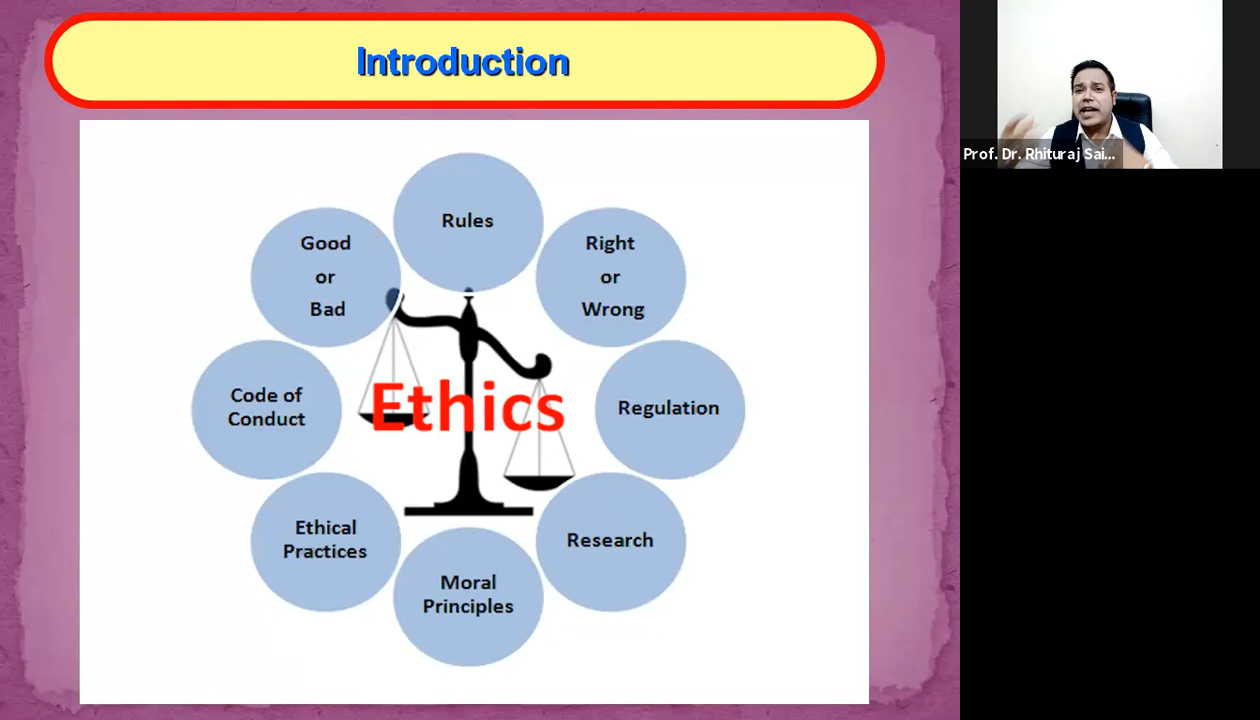 Introduction
Prof. Dr. Rhituraj Sai...
Rules
Good
or
Bad
Right
or
Wrong
Code of
Conduct
Ethics
Regulation
Ethical
Practices
Research
Moral
Principles